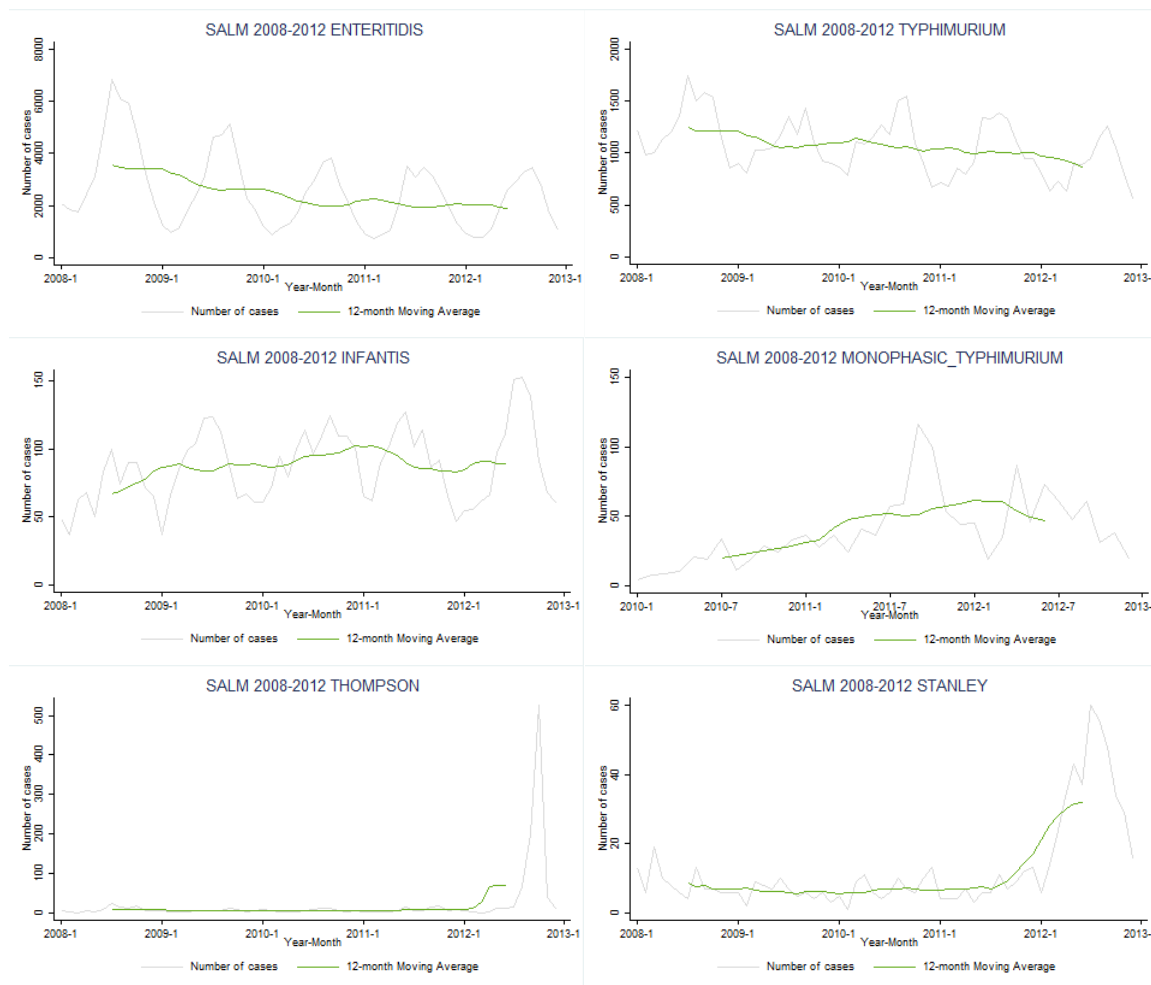 SALM 2008-2012 ENTERITIDIS
Number of cases
8000
6000
4000
2000
0
2008-1 2009-1 2010-1 2011-1 2012-1 2013-1
Year-Month
Number of cases 12-month Moving Average
SALM 2008-2012 TYPHIMURIUM
Number of cases
2000
1500
1000
500
0
2008-1 2009-1 2010-1 2011-1 2012-1 2013-1
Year-Month
Number of cases 12-month Moving Average
SALM 2008-2012 INFANTIS
Number of cases
150
100
50
0
2008-1 2009-1 2010-1 2011-1 2012-1 2013-1
Year-Month
Number of cases 12-month Moving Average
SALM 2008-2012 MONOPHASIC_TYPHIMURIUM
Number of cases
150
100
50
0
2010-1 2010-7 2011-1 2011-7 2012-1 2012-7 2013-
Year-Month
Number of cases 12-month Moving Average
SALM 2008-2012 THOMPSON
Number of cases
500
400
300
200
100
0
2008-1 2009-1 2010-1 2011-1 2012-1 2013-1
Year-Month
Number of cases 12-month Moving Average
SALM 2008-2012 STANLEY
Number of cases
60
40
20
0
2008-1 2009-1 2010-1 2011-1 2012-1 2013-
Year-Month
Number of cases 12-month Moving Average